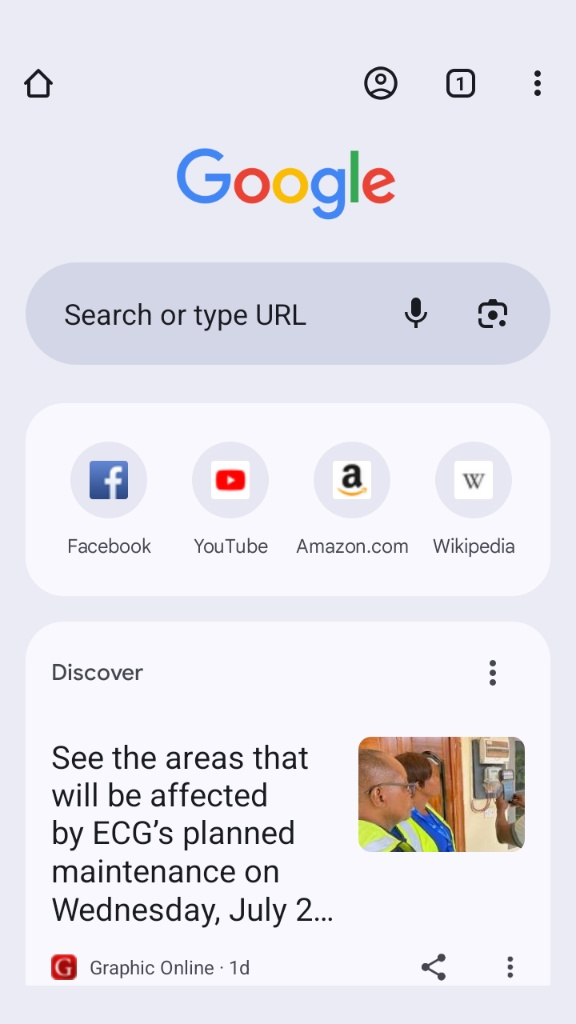 1
Google
Search or type URL
f
a
W
Facebook
YouTube
Amazon.com
Wikipedia
Discover
See the areas that
will be affected
by ECG’s planned
maintenance on
Wednesday, July 2...
G
Graphic Online · 1d